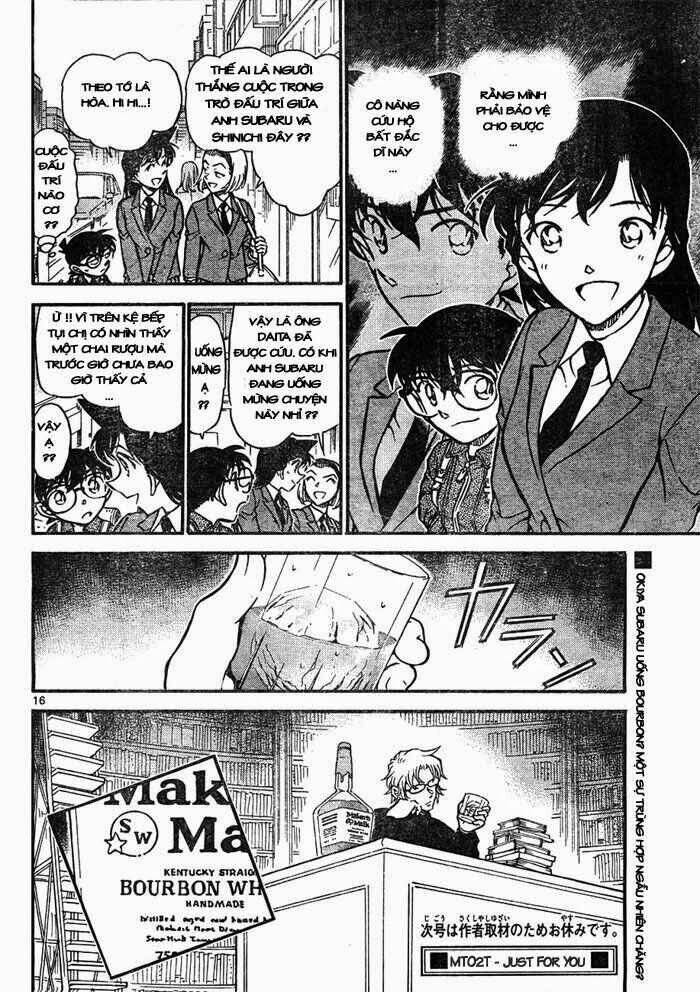 RẰNG MÌNH
PHẢI BẢO VỆ
CHO ĐƯỢC
...
CÔ NÀNG
CỨU HỘ
BẤT ĐẮC
DĨ NÀY ...
THẾ AI LÀ NGƯỜI
THẮNG CUỘC TRONG
TRÒ ĐẤU TRÍ GIỮA
ANH SUBARU VÀ
SHINICHI ĐÂY ??
THEO TỚ LÀ
HÒA. HI HI...!
CUỘC
ĐẤU
TRÍ
NÀO
CƠ
??
VẬY LÀ ÔNG
DAITA ĐÃ
ĐƯỢC CỨU. CÓ KHI
ANH SUBARU
ĐANG UỐNG
MỪNG CHUYỆN
NÀY NHỈ ??
UỐNG
MỪNG
Ạ
??
Ừ !! VÌ TRÊN KỆ BẾP
TỤI CHỊ CÓ NHÌN THẤY
MỘT CHAI RƯỢU MÀ
TRƯỚC GIỜ CHƯA BAO
GIỜ THẤY CẢ ...
VẬY
Ạ
??
カラン
16
OKIYA SUBARU UỐNG BOURBON? MỘT SỰ TRÙNG HỢP NGẪU NHIÊN CHĂNG?
Mak
SW
Ma
KENTUCKY STRAIG
BOURBON WH
HANDMADE
次号は作者取材のためお休みです。
MT02T - JUST FOR YOU